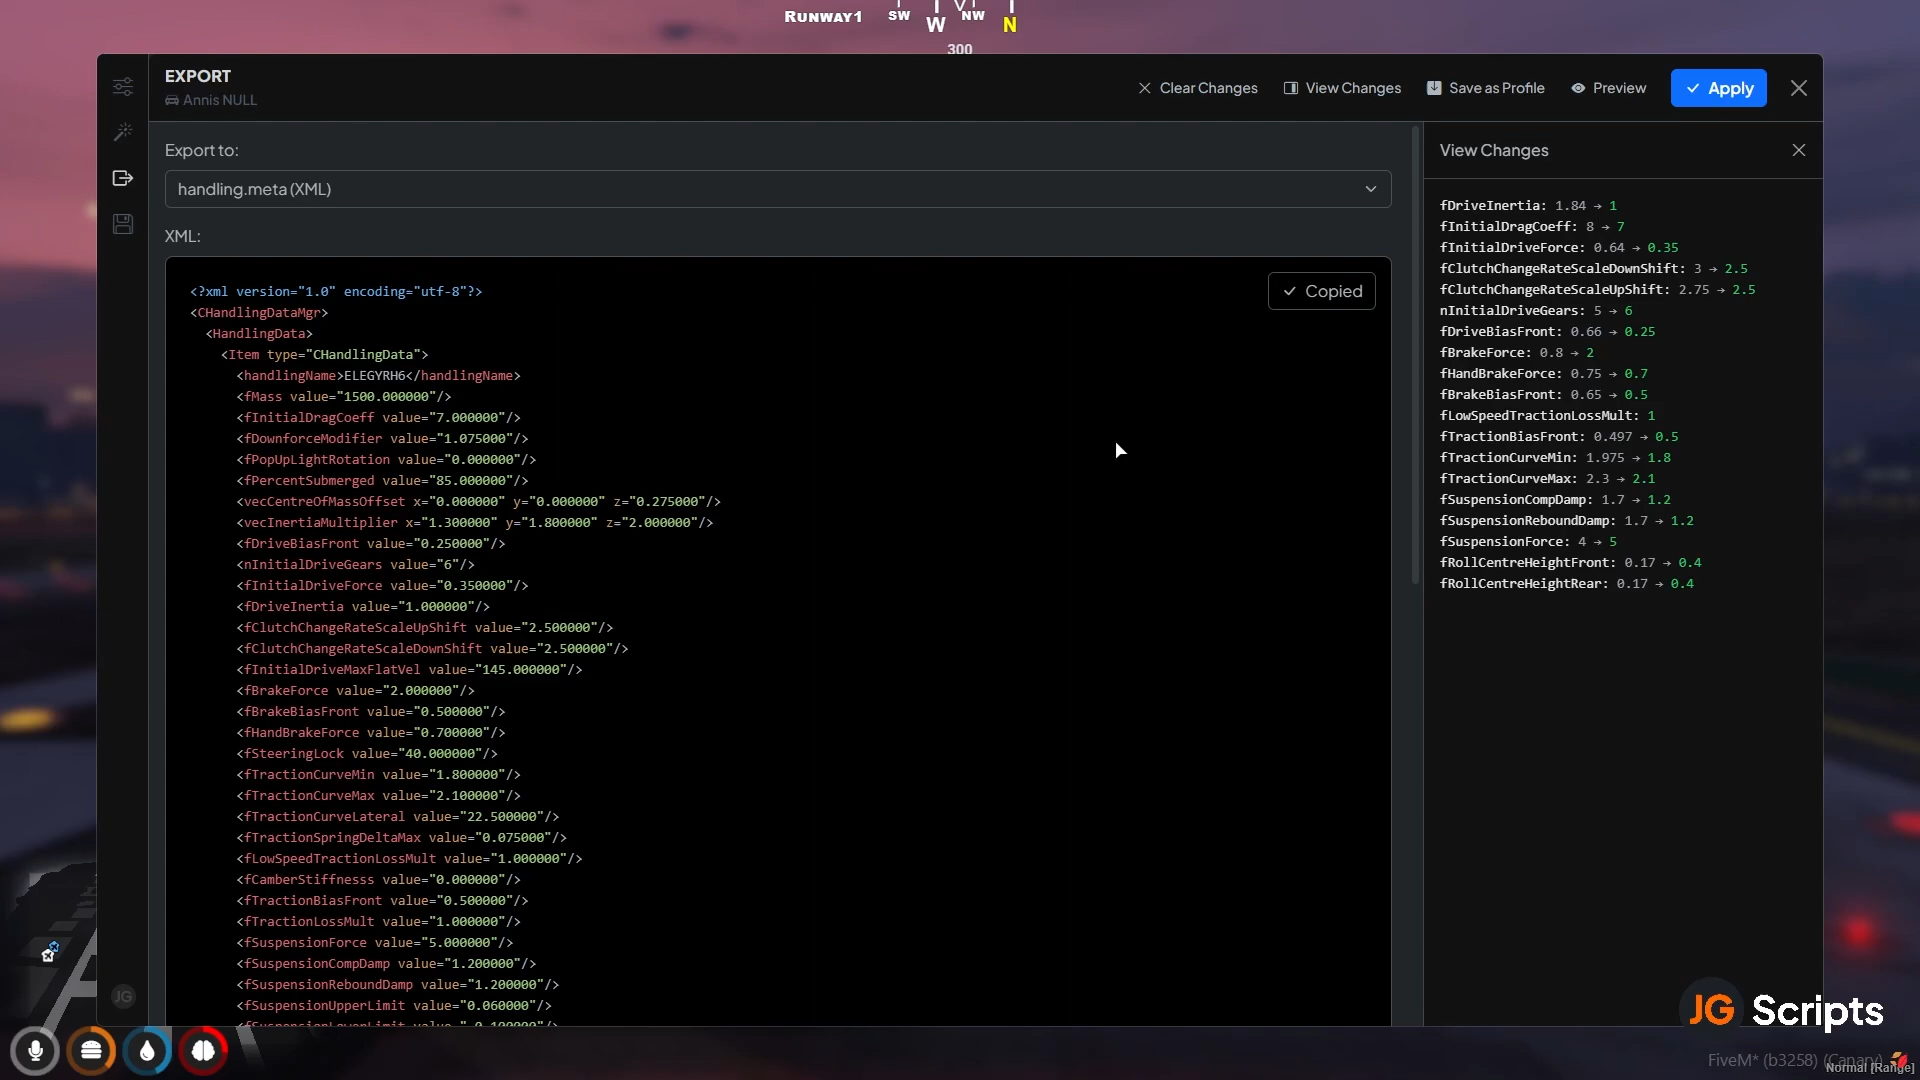 RUNWAY1
SW W NW N
300
EXPORT
Annis NULL
Clear Changes
View Changes
Save as Profile
Preview
Apply
Export to:
handling.meta (XML)
XML:
Copied
<?xml version="1.0" encoding="utf-8"?>
<CHandlingDataMgr>
<HandlingData>
<Item type="CHandlingData">
<handlingName>ELEGYRH6</handlingName>
<fMass value="1500.000000"/>
<fInitialDragCoeff value="7.000000"/>
<fDownforceModifier value="1.075000"/>
<fPopUpLightRotation value="0.000000"/>
<fPercentSubmerged value="85.000000"/>
<vecCentreOfMassOffset x="0.000000" y="0.000000" z="0.275000"/>
<vecInertiaMultiplier x="1.300000" y="1.800000" z="2.000000"/>
<fDriveBiasFront value="0.250000"/>
<nInitialDriveGears value="6"/>
<fInitialDriveForce value="0.350000"/>
<fDriveInertia value="1.000000"/>
<fClutchChangeRateScaleUpShift value="2.500000"/>
<fClutchChangeRateScaleDownShift value="2.500000"/>
<fInitialDriveMaxFlatVel value="145.000000"/>
<fBrakeForce value="2.000000"/>
<fBrakeBiasFront value="0.500000"/>
<fHandBrakeForce value="0.700000"/>
<fSteeringLock value="40.000000"/>
<fTractionCurveMin value="1.800000"/>
<fTractionCurveMax value="2.100000"/>
<fTractionCurveLateral value="22.500000"/>
<fTractionSpringDeltaMax value="0.075000"/>
<fLowSpeedTractionLossMult value="1.000000"/>
<fCamberStiffnesss value="0.000000"/>
<fTractionBiasFront value="0.500000"/>
<fTractionLossMult value="1.000000"/>
<fSuspensionForce value="5.000000"/>
<fSuspensionCompDamp value="1.200000"/>
<fSuspensionReboundDamp value="1.200000"/>
<fSuspensionUpperLimit value="0.060000"/>
<fSuspensionLowerLimit value="-0.100000"/>
View Changes
fDriveInertia: 1.84 → 1
fInitialDragCoeff: 8 → 7
fInitialDriveForce: 0.64 → 0.35
fClutchChangeRateScaleDownShift: 3 → 2.5
fClutchChangeRateScaleUpShift: 2.75 → 2.5
nInitialDriveGears: 5 → 6
fDriveBiasFront: 0.66 → 0.25
fBrakeForce: 0.8 → 2
fHandBrakeForce: 0.75 → 0.7
fBrakeBiasFront: 0.65 → 0.5
fLowSpeedTractionLossMult: 1
fTractionBiasFront: 0.497 → 0.5
fTractionCurveMin: 1.975 → 1.8
fTractionCurveMax: 2.3 → 2.1
fSuspensionCompDamp: 1.7 → 1.2
fSuspensionReboundDamp: 1.7 → 1.2
fSuspensionForce: 4 → 5
fRollCentreHeightFront: 0.17 → 0.4
fRollCentreHeightRear: 0.17 → 0.4
JG
JG Scripts
FiveM* (b3258) (Canary)
Normal [Range]